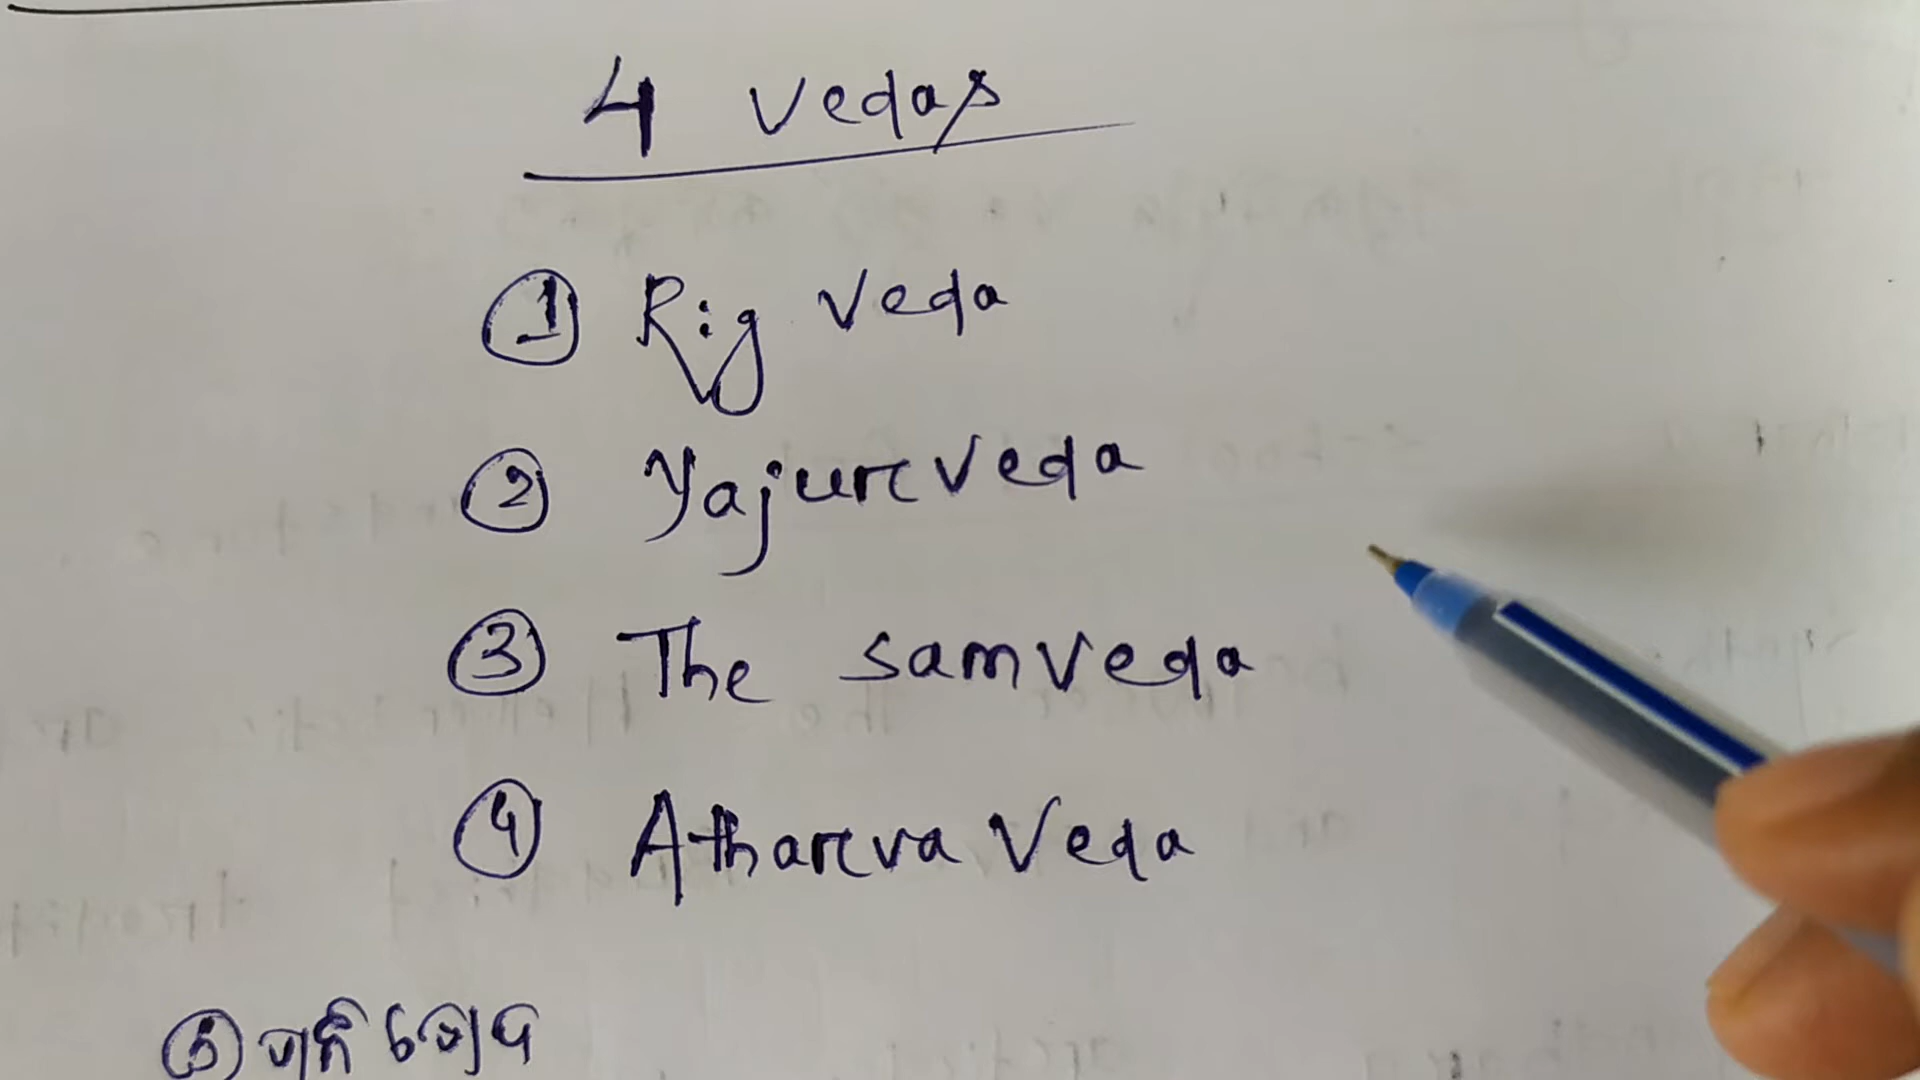 4 Vedas
① Rig Veda
② Yajurveda
③ The samveda
④ Atharva Veda